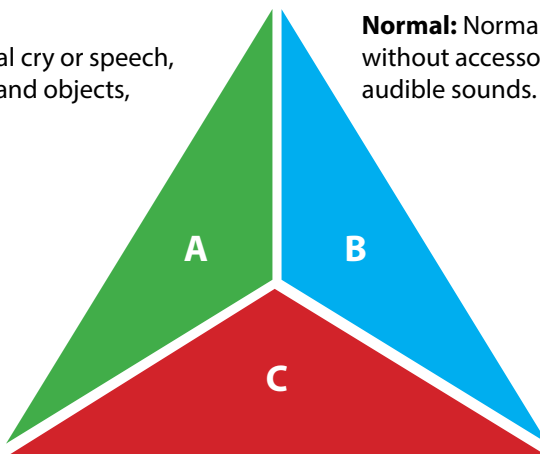 al cry or speech,
and objects,
Normal: Norma
without accesso
audible sounds.
A
B
C